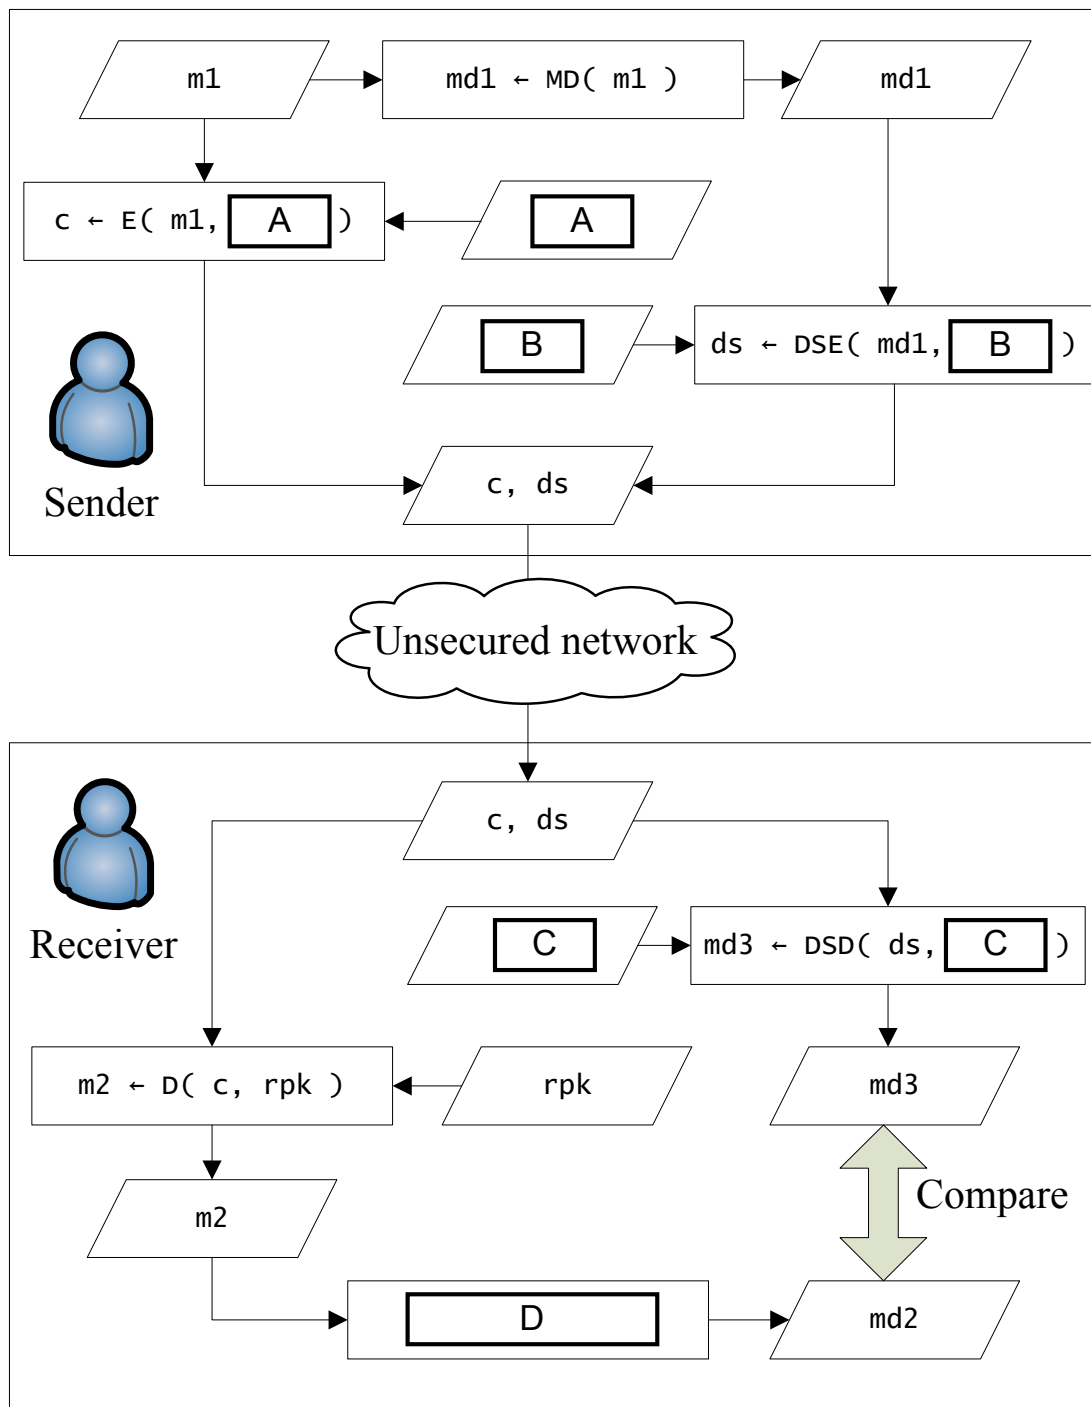 m1
md1 ← MD( m1 )
md1
c ← E( m1, A )
A
B
ds ← DSE( md1, B )
Sender
c, ds
Unsecured network
c, ds
Receiver
C
md3 ← DSD( ds, C )
m2 ← D( c, rpk )
rpk
md3
m2
Compare
D
md2